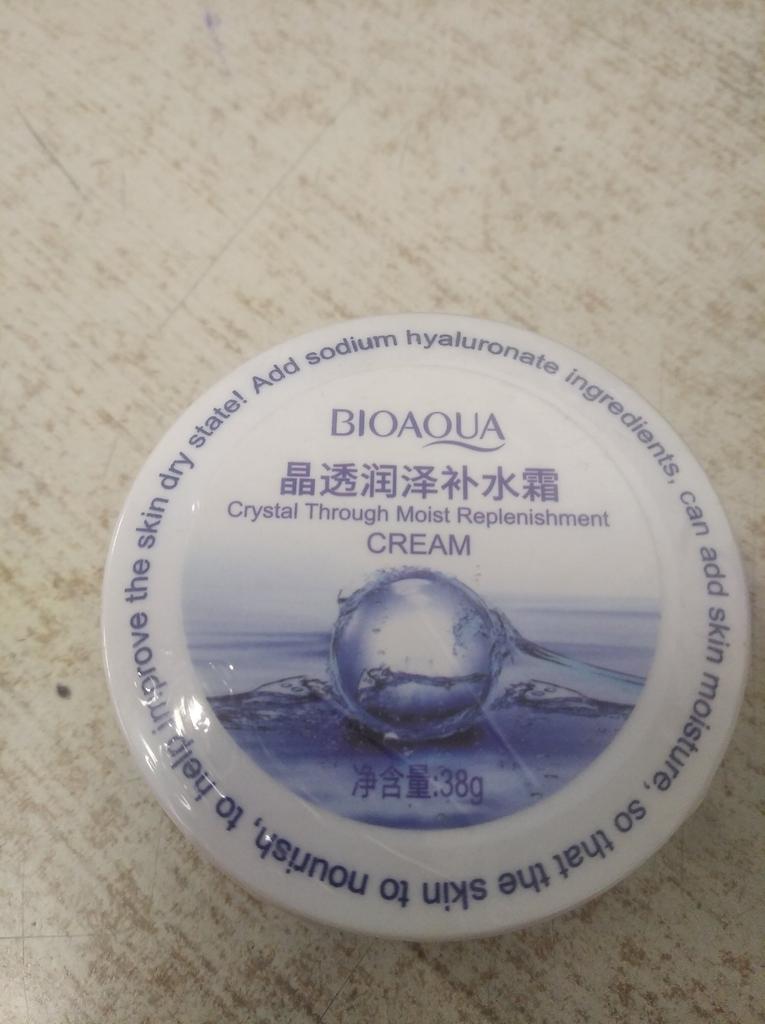 BIOAQUA
晶透润泽补水霜
Crystal Through Moist Replenishment
CREAM
净含量:38g
Add sodium hyaluronate ingredients, can add skin moisture, so that the skin to nourish, to help improve the skin dry state!